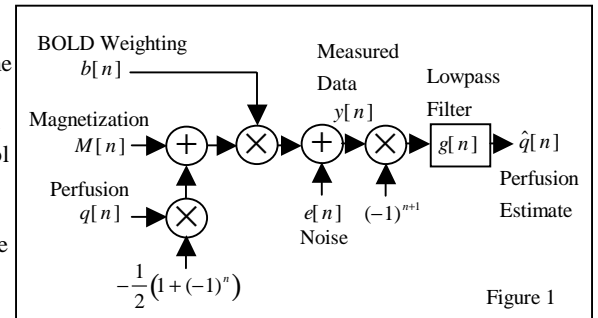 BOLD Weighting
b[n]
Magnetization
M[n]
Perfusion
q[n]
-1/2(1+(-1)^n)
+
×
×
+
e[n]
Noise
Measured
Data
y[n]
×
(-1)^{n+1}
Lowpass
Filter
g[n]
q̂[n]
Perfusion
Estimate
Figure 1